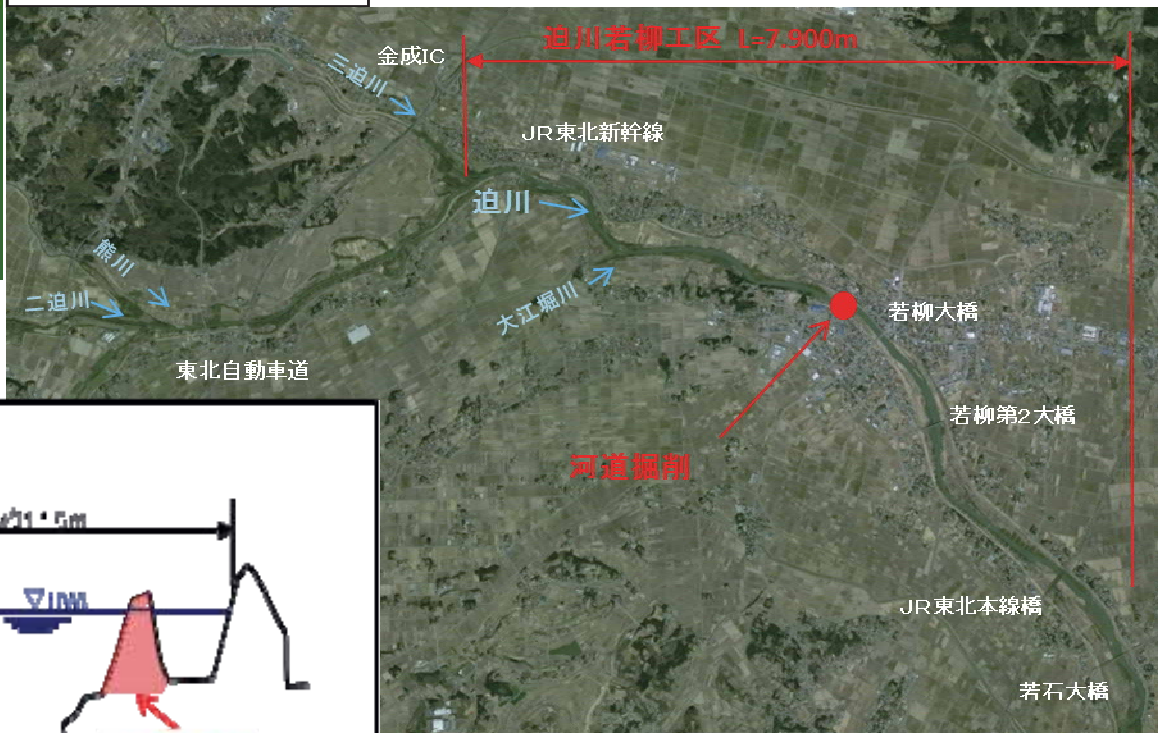 迫川若柳工区 L=7.900m
金成IC
三迫川
JR東北新幹線
迫川
熊川
二迫川
大江堀川
若柳大橋
東北自動車道
若柳第2大橋
河道掘削
JR東北本線橋
若石大橋